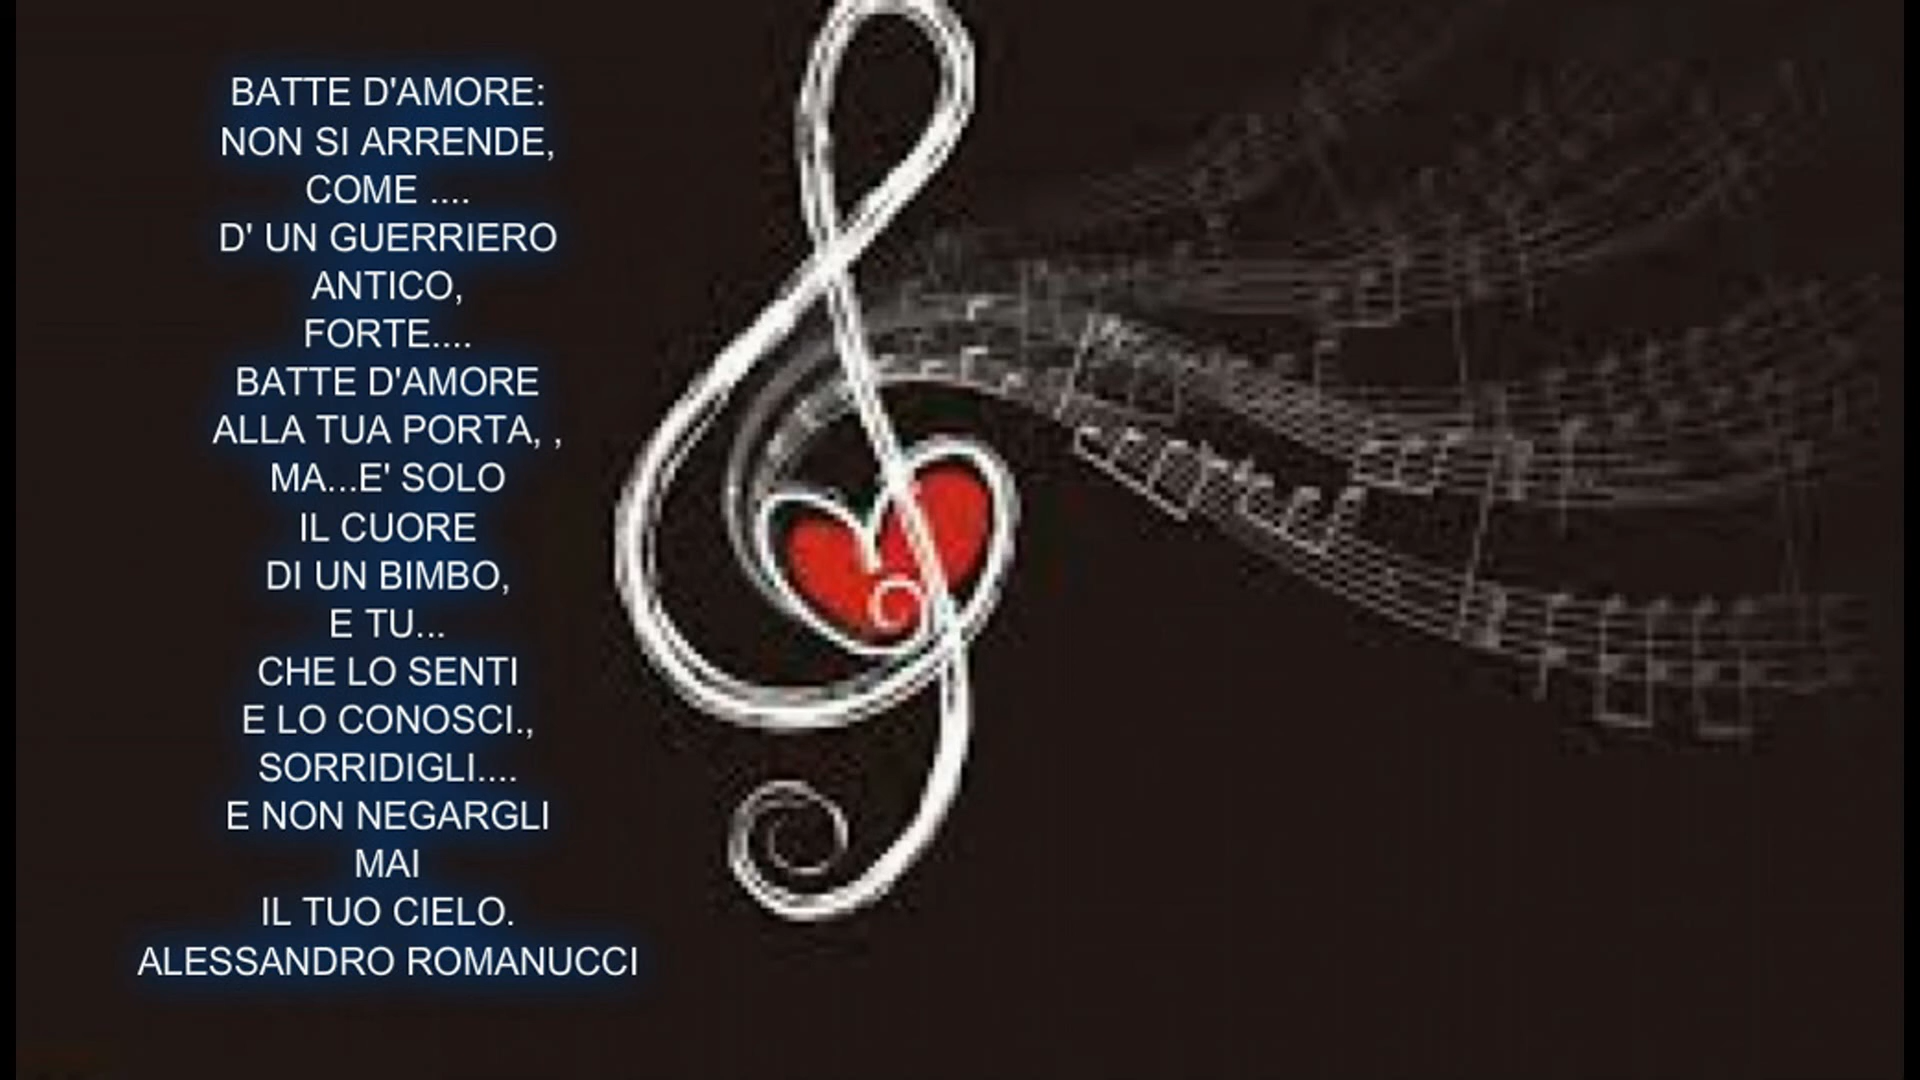 BATTE D'AMORE:
NON SI ARRENDE,
COME ....
D' UN GUERRIERO
ANTICO,
FORTE....
BATTE D'AMORE
ALLA TUA PORTA, ,
MA...E' SOLO
IL CUORE
DI UN BIMBO,
E TU...
CHE LO SENTI
E LO CONOSCI.,
SORRIDIGLI....
E NON NEGARGLI
MAI
IL TUO CIELO.
ALESSANDRO ROMANUCCI